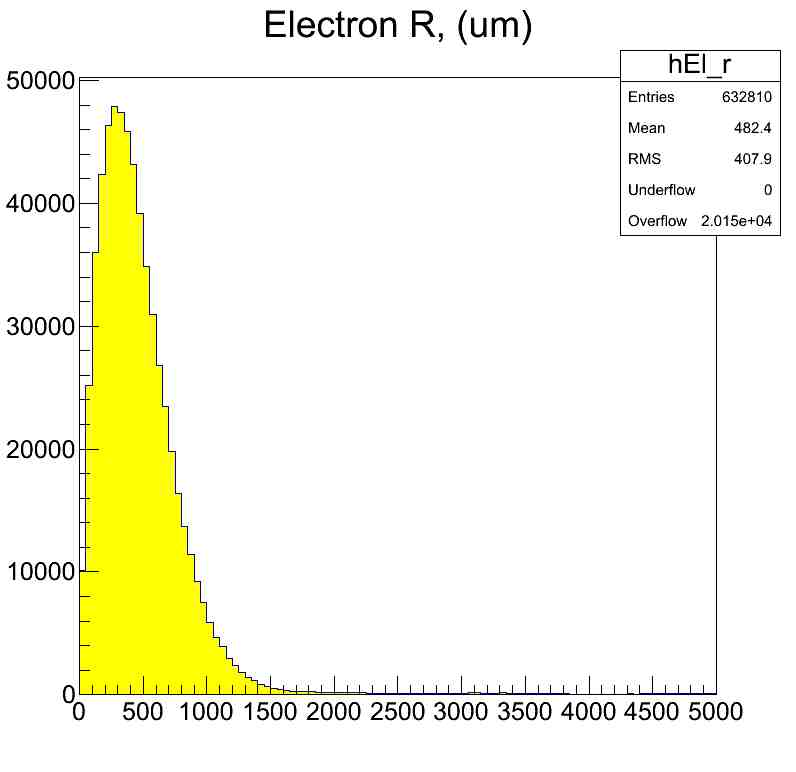 Electron R, (um)
hEl_r
Entries 632810
Mean 482.4
RMS 407.9
Underflow 0
Overflow 2.015e+04
50000
40000
30000
20000
10000
0
0 500 1000 1500 2000 2500 3000 3500 4000 4500 5000